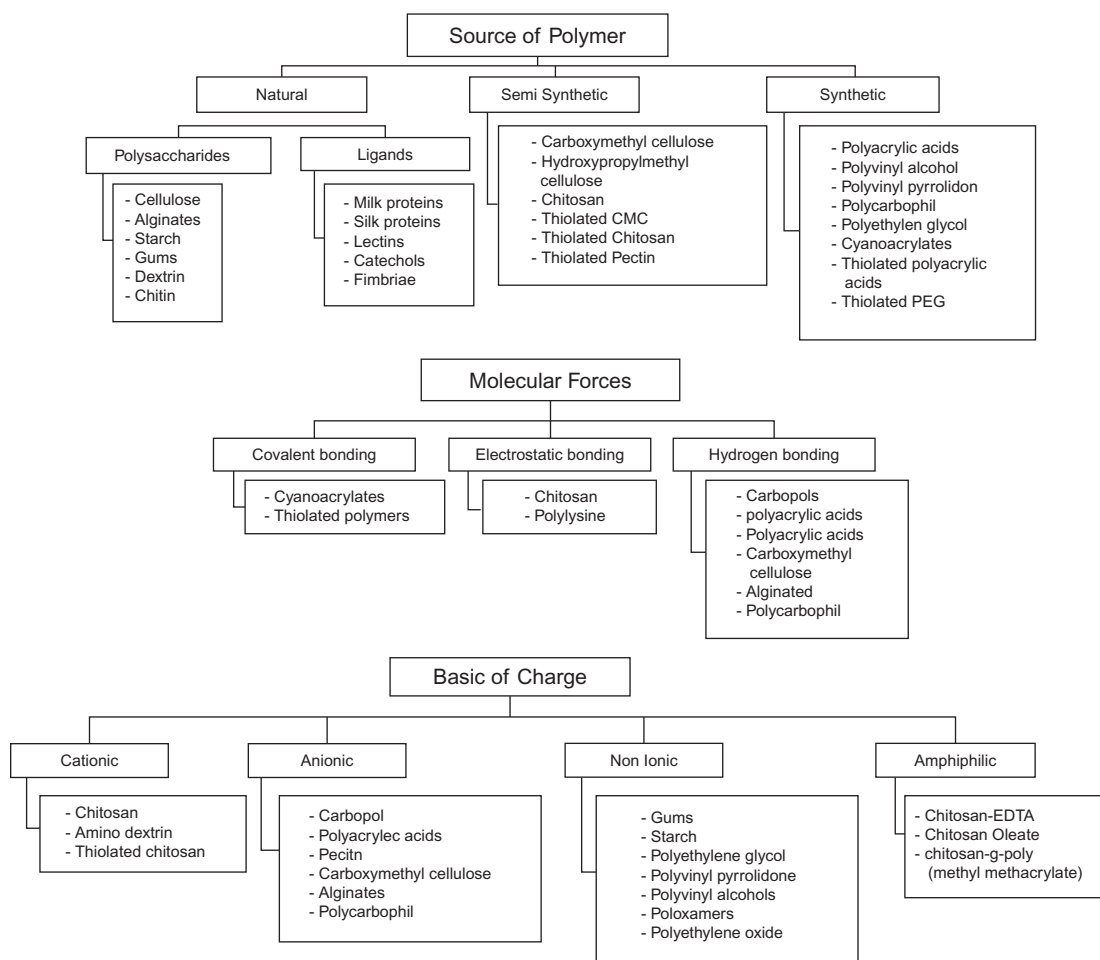 Source of Polymer
Natural
Semi Synthetic
Synthetic
Polysaccharides
Ligands
- Cellulose
- Alginates
- Starch
- Gums
- Dextrin
- Chitin
- Milk proteins
- Silk proteins
- Lectins
- Catechols
- Fimbriae
- Carboxymethyl cellulose
- Hydroxypropylmethyl
cellulose
- Chitosan
- Thiolated CMC
- Thiolated Chitosan
- Thiolated Pectin
- Polyacrylic acids
- Polyvinyl alcohol
- Polyvinyl pyrrolidon
- Polycarbophil
- Polyethylen glycol
- Cyanoacrylates
- Thiolated polyacrylic
acids
- Thiolated PEG
Molecular Forces
Covalent bonding
Electrostatic bonding
Hydrogen bonding
- Cyanoacrylates
- Thiolated polymers
- Chitosan
- Polylysine
- Carbopols
- polyacrylic acids
- Polyacrylic acids
- Carboxymethyl
cellulose
- Alginated
- Polycarbophil
Basic of Charge
Cationic
Anionic
Non Ionic
Amphiphilic
- Chitosan
- Amino dextrin
- Thiolated chitosan
- Carbopol
- Polyacrylec acids
- Pecitn
- Carboxymethyl cellulose
- Alginates
- Polycarbophil
- Gums
- Starch
- Polyethylene glycol
- Polyvinyl pyrrolidone
- Polyvinyl alcohols
- Poloxamers
- Polyethylene oxide
- Chitosan-EDTA
- Chitosan Oleate
- chitosan-g-poly
(methyl methacrylate)